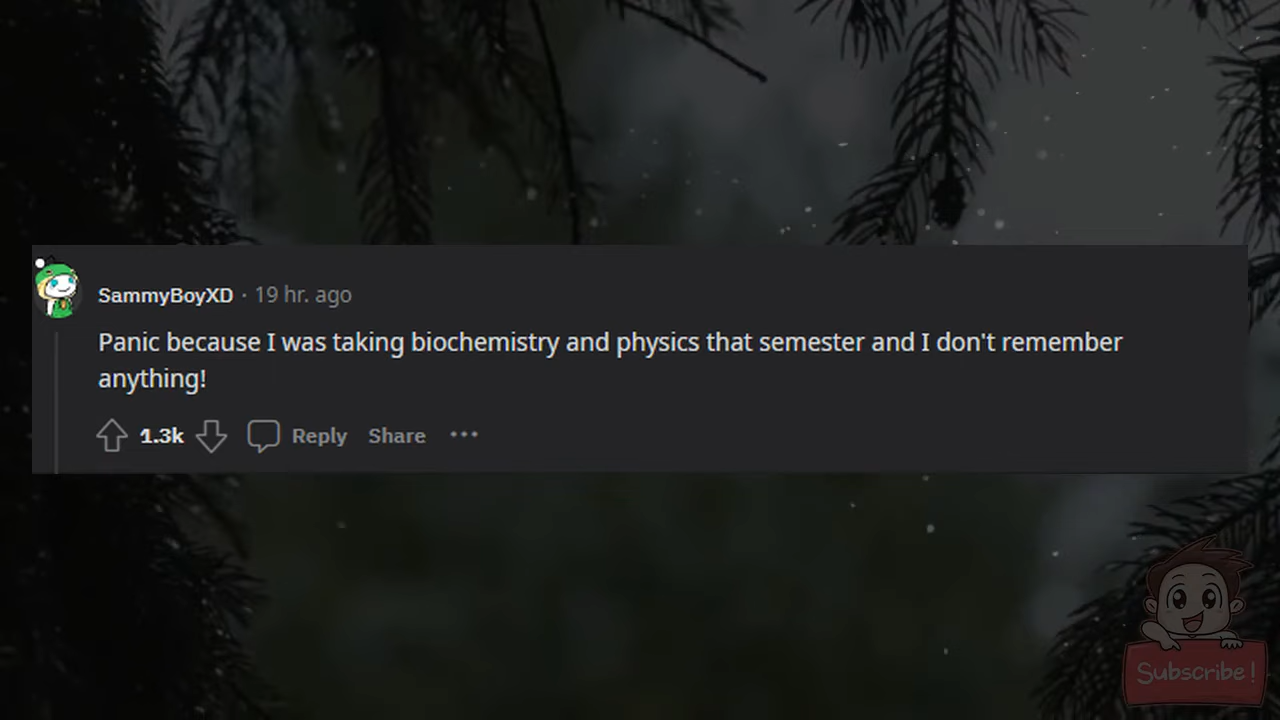 SammyBoyXD · 19 hr. ago
Panic because I was taking biochemistry and physics that semester and I don't remember
anything!
1.3k Reply Share ···
Subscribe!